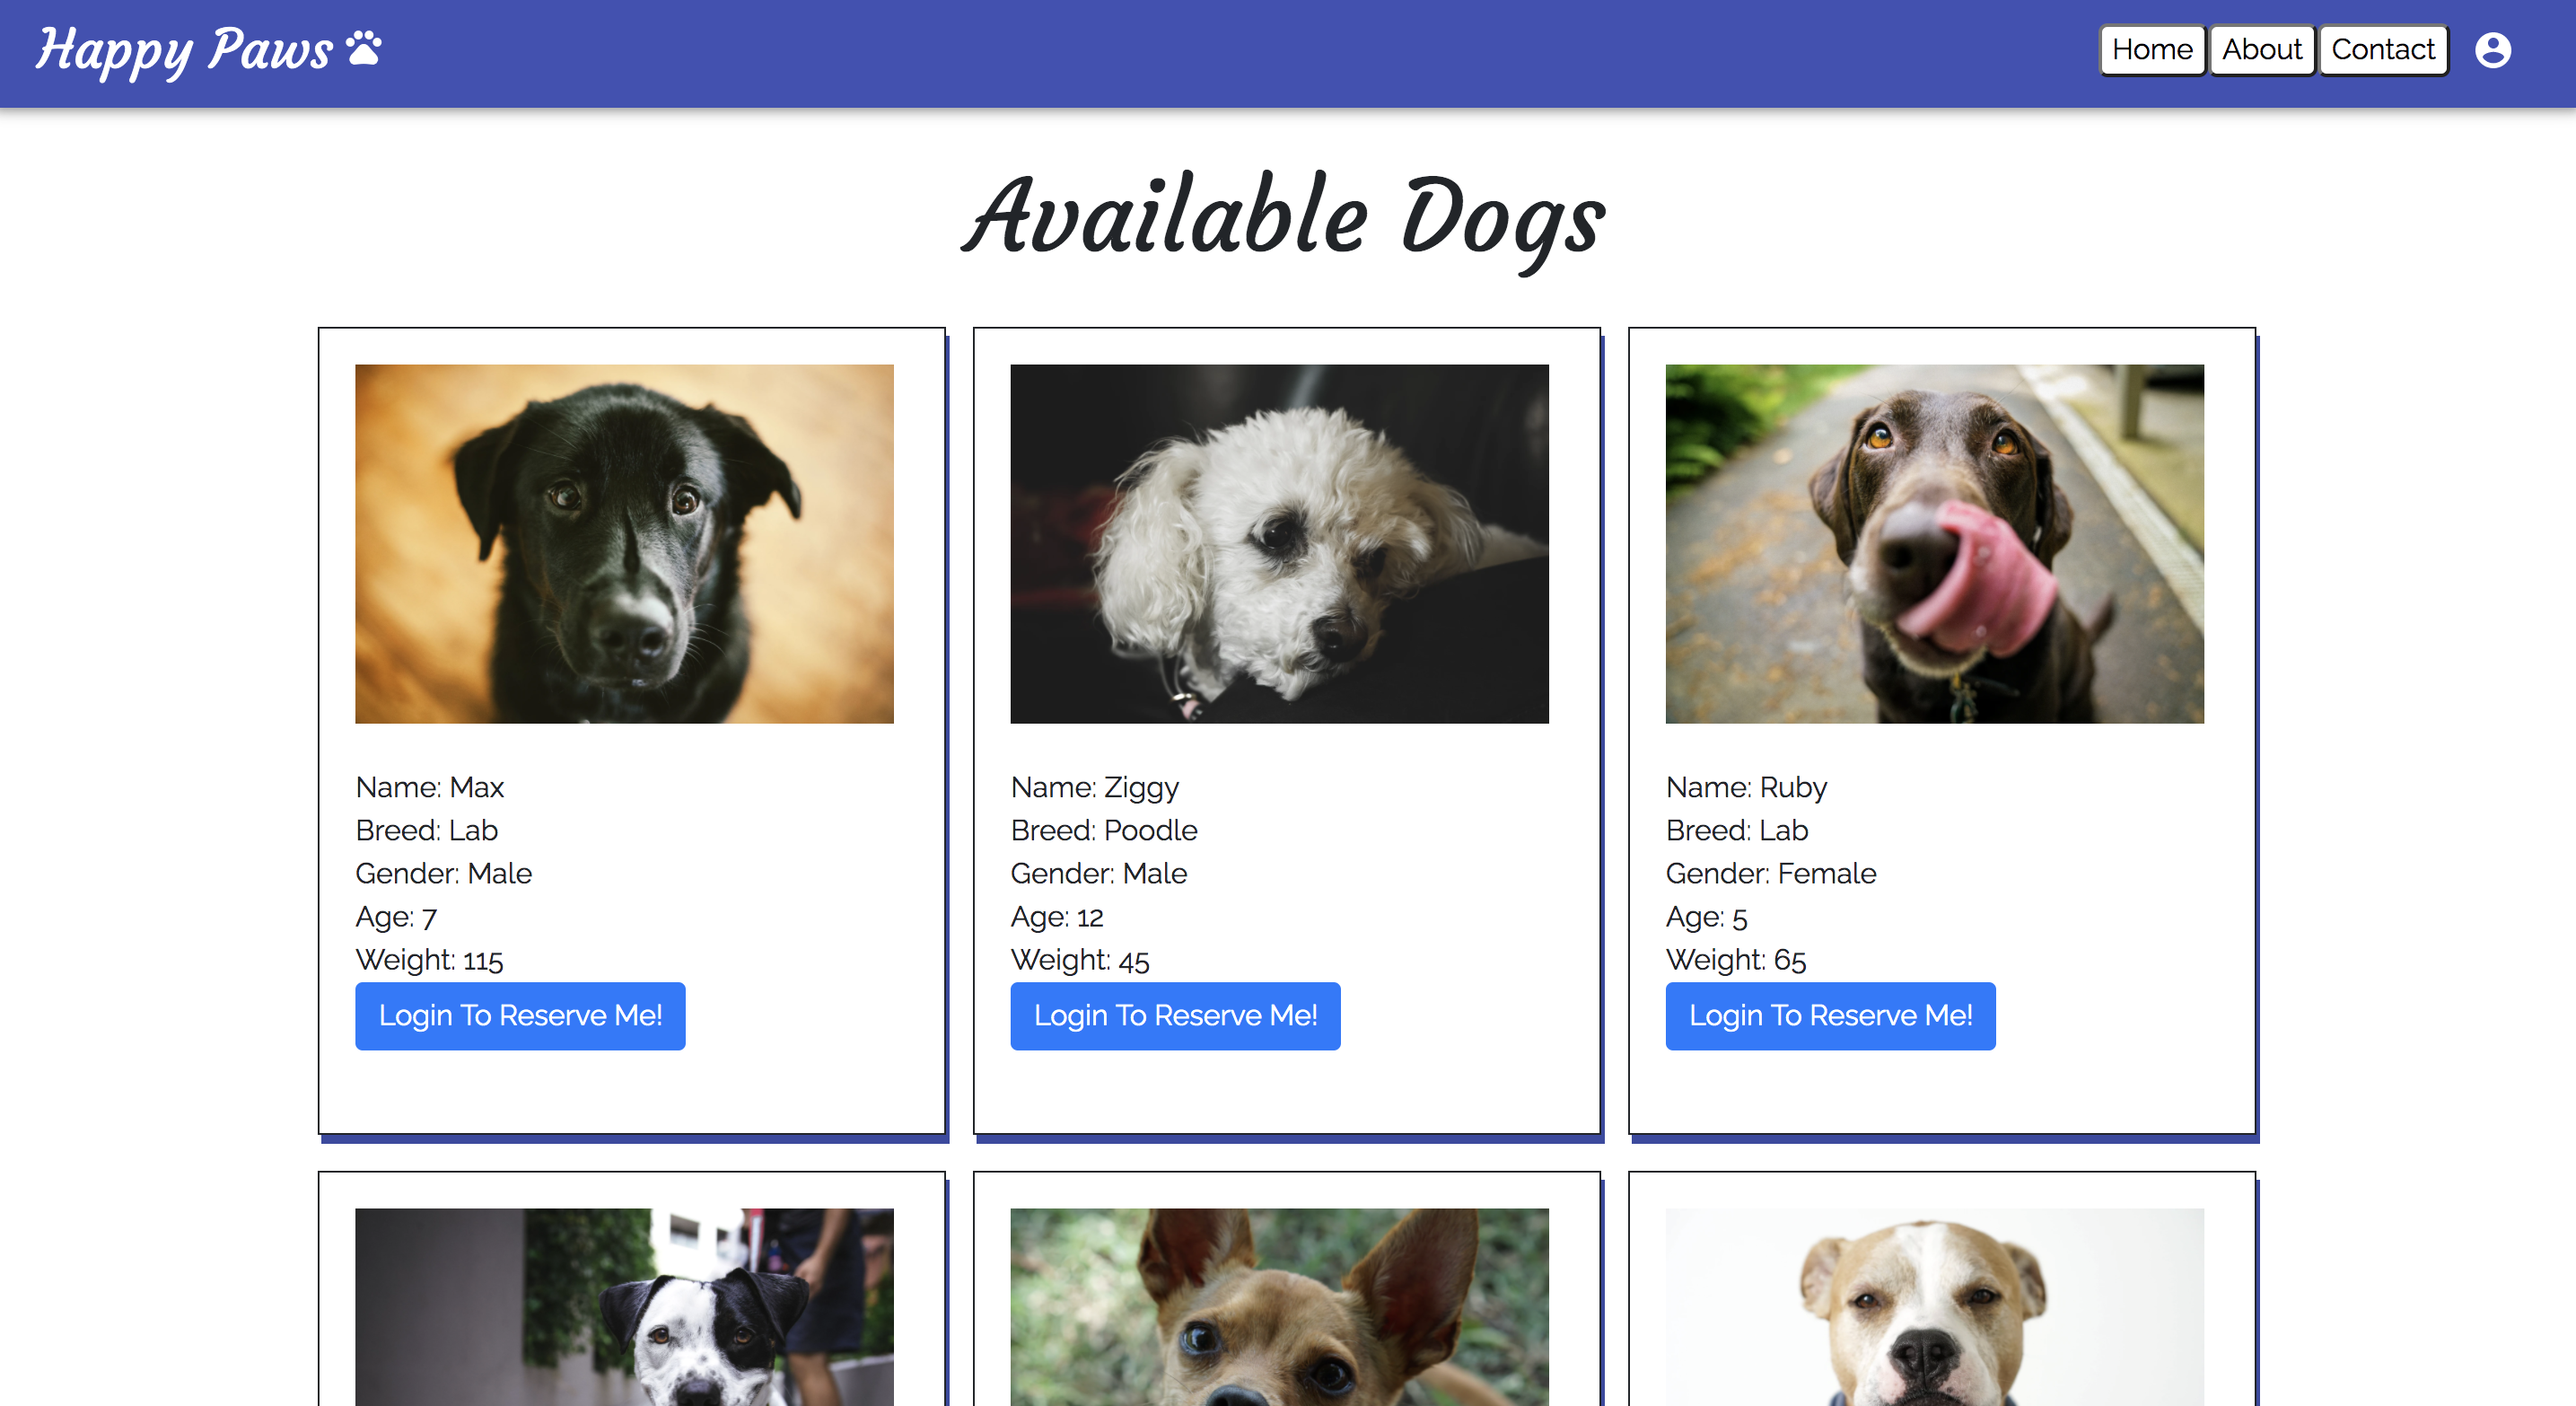 Happy Paws
Home
About
Contact
Available Dogs
Name: Max
Breed: Lab
Gender: Male
Age: 7
Weight: 115
Login To Reserve Me!
Name: Ziggy
Breed: Poodle
Gender: Male
Age: 12
Weight: 45
Login To Reserve Me!
Name: Ruby
Breed: Lab
Gender: Female
Age: 5
Weight: 65
Login To Reserve Me!